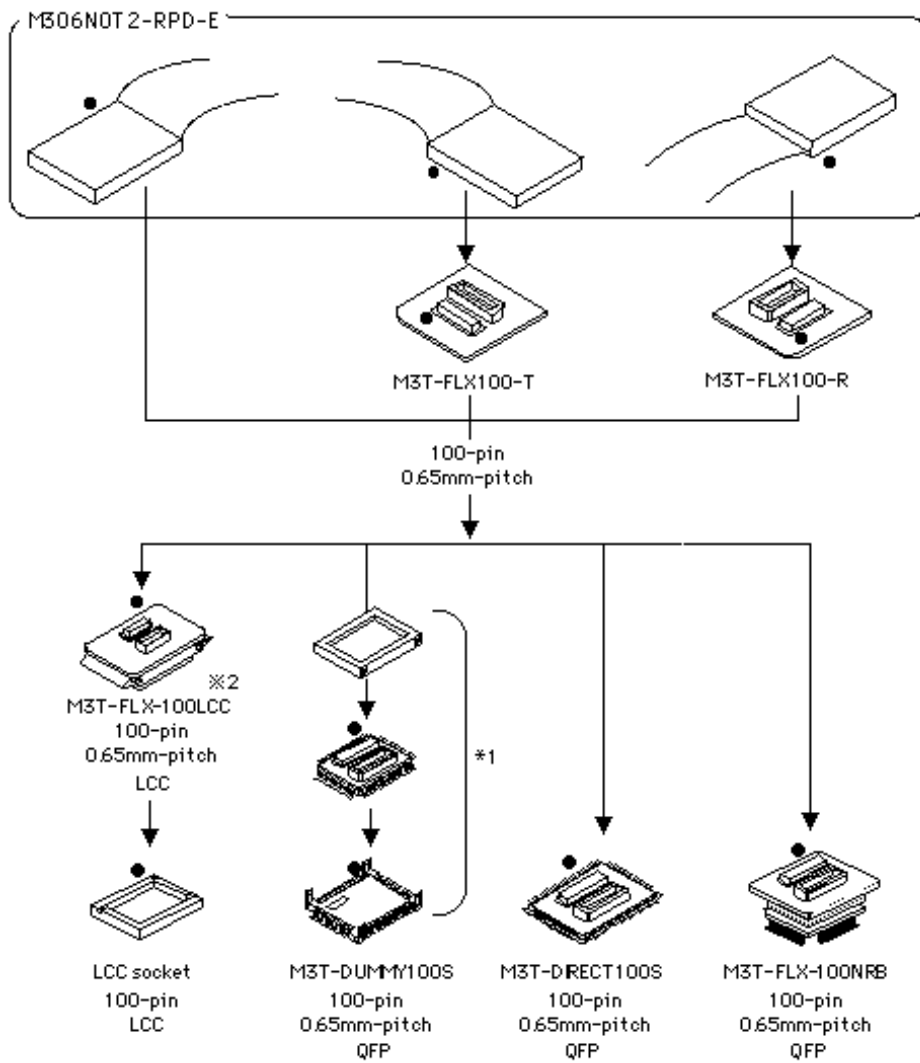 M306N0T2-RPD-E
M3T-FLX100-T
M3T-FLX100-R
100-pin
0.65mm-pitch
※2
M3T-FLX-100LCC
100-pin
0.65mm-pitch
LCC
*1
LCC socket
100-pin
LCC
M3T-DUMMY100S
100-pin
0.65mm-pitch
QFP
M3T-DIRECT100S
100-pin
0.65mm-pitch
QFP
M3T-FLX-100NRB
100-pin
0.65mm-pitch
QFP